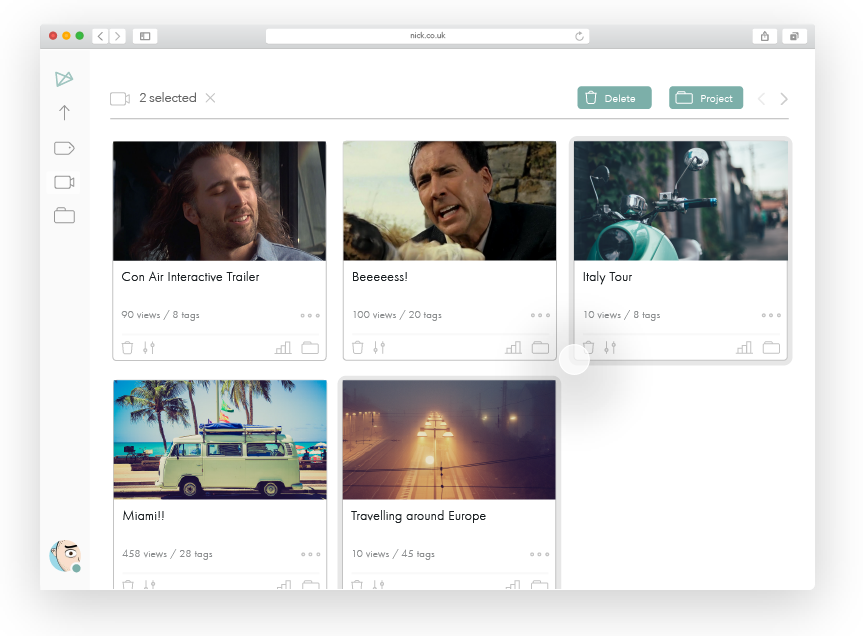 nick.co.uk
2 selected
Delete
Project
Con Air Interactive Trailer
90 views / 8 tags
Beeeeess!
100 views / 20 tags
Italy Tour
10 views / 8 tags
Miami!!
458 views / 28 tags
Travelling around Europe
10 views / 45 tags